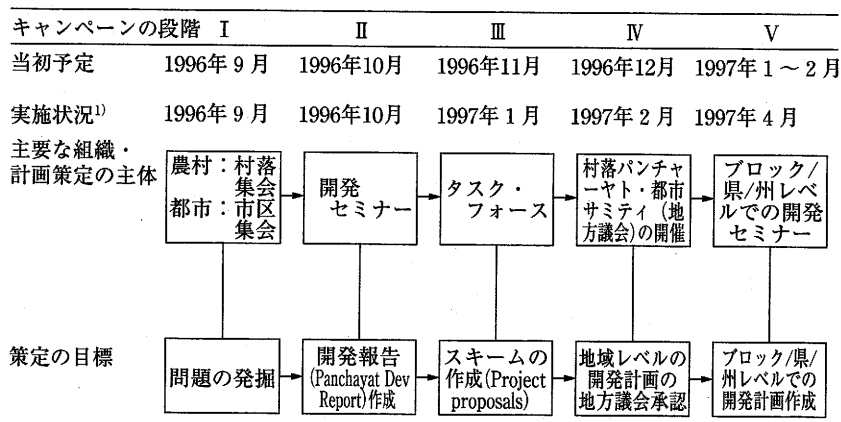 キャンペーンの段階 Ⅰ Ⅱ Ⅲ Ⅳ Ⅴ
当初予定 1996年9月 1996年10月 1996年11月 1996年12月 1997年1～2月
実施状況1) 1996年9月 1996年10月 1997年1月 1997年2月 1997年4月
主要な組織・
計画策定の主体
農村：村落
集会
都市：市区
集会
開発
セミナー
タスク・
フォース
村落パンチャ
ーヤト・都市
サミティ（地
方議会）の開催
ブロック/
県/州レベ
ルでの開発
セミナー
策定の目標
問題の発掘
開発報告
(Panchayat Dev
Report)作成
スキームの
作成(Project
proposals)
地域レベルの
開発計画の
地方議会承認
ブロック/県/
州レベルでの
開発計画作成